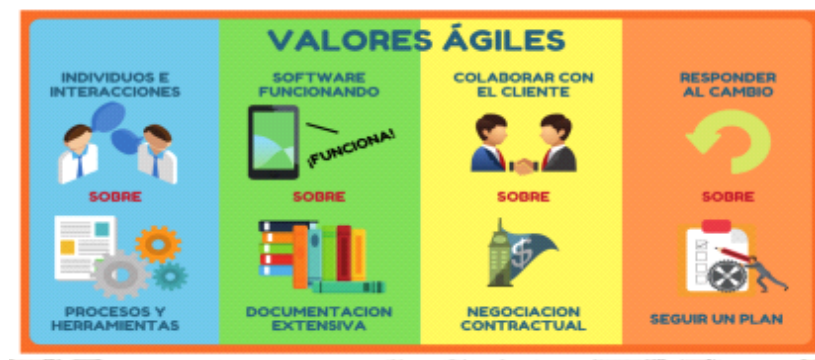 VALORES ÁGILES
INDIVIDUOS E
INTERACCIONES
SOBRE
PROCESOS Y
HERRAMIENTAS
SOFTWARE
FUNCIONANDO
¡FUNCIONA!
SOBRE
DOCUMENTACION
EXTENSIVA
COLABORAR CON
EL CLIENTE
SOBRE
$
NEGOCIACION
CONTRACTUAL
RESPONDER
AL CAMBIO
SOBRE
SEGUIR UN PLAN